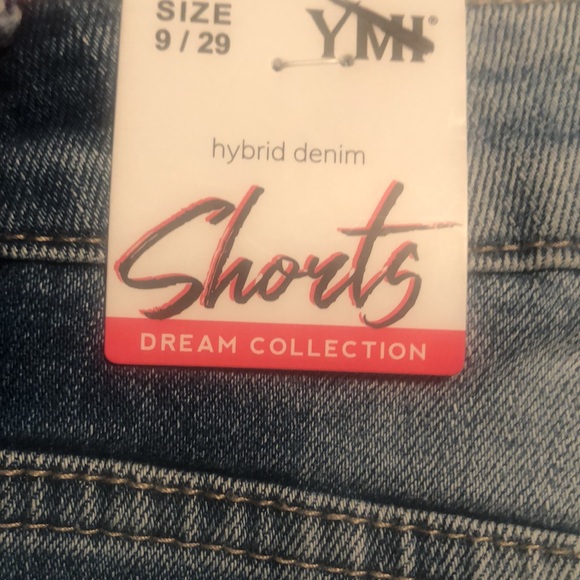 SIZE
9 / 29
YMI®
hybrid denim
Shorts
DREAM COLLECTION